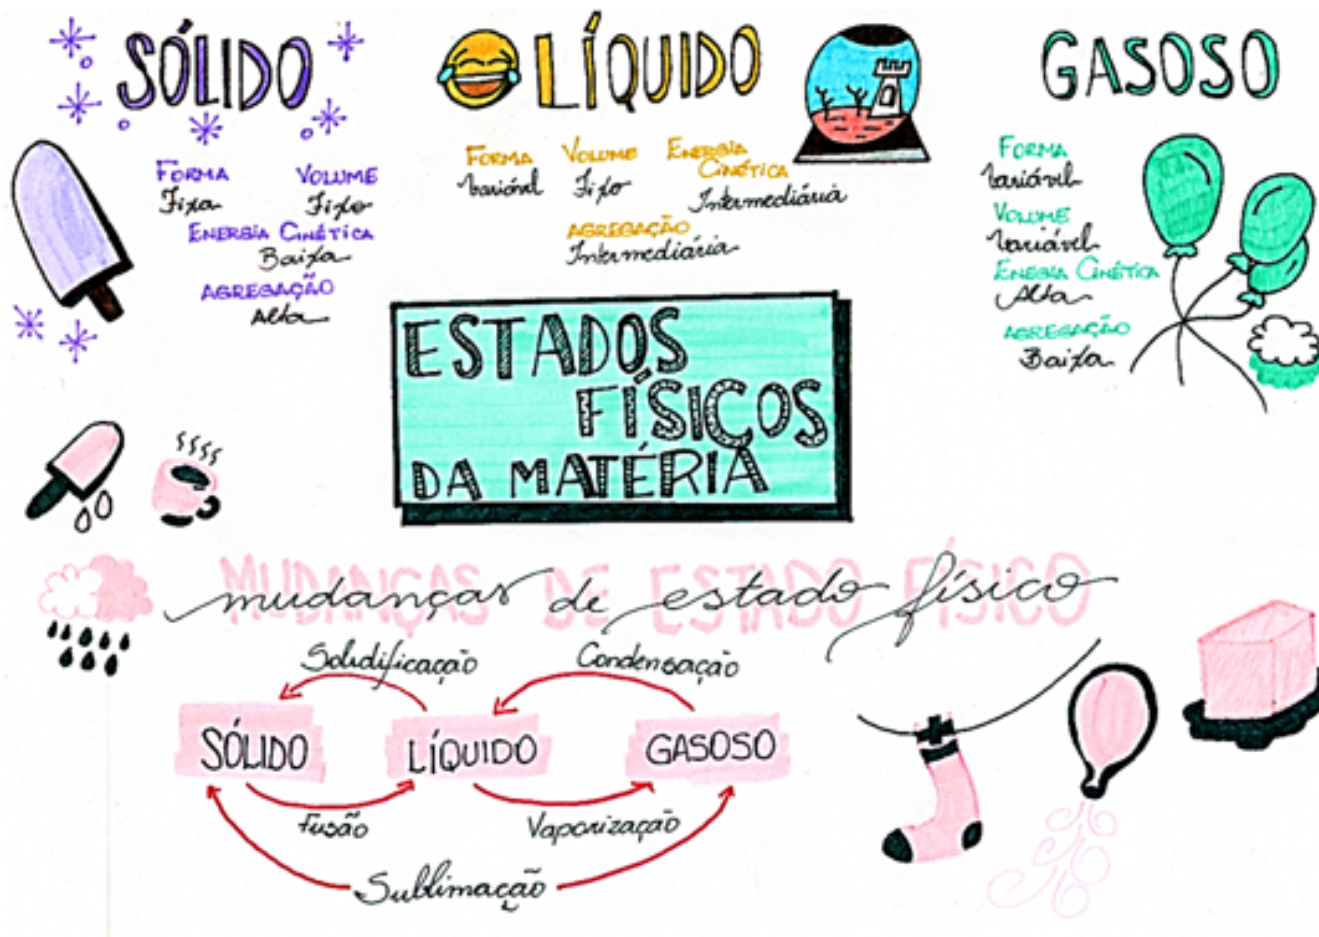 SÓLIDO
FORMA
Fixa
VOLUME
Fixo
ENERGIA CINÉTICA
Baixa
AGREGAÇÃO
Alta
LÍQUIDO
FORMA
Variável
VOLUME
Fixo
ENERGIA
CINÉTICA
Intermediária
AGREGAÇÃO
Intermediária
GASOSO
FORMA
Variável
VOLUME
Variável
ENEGIA CINÉTICA
Alta
AGREGAÇÃO
Baixa
ESTADOS
FÍSICOS
DA MATÉRIA
MUDANÇAS DE ESTADO FÍSICO
mudanças de estado físico
Solidificação
Condensação
SÓLIDO
LÍQUIDO
GASOSO
Fusão
Vaporização
Sublimação